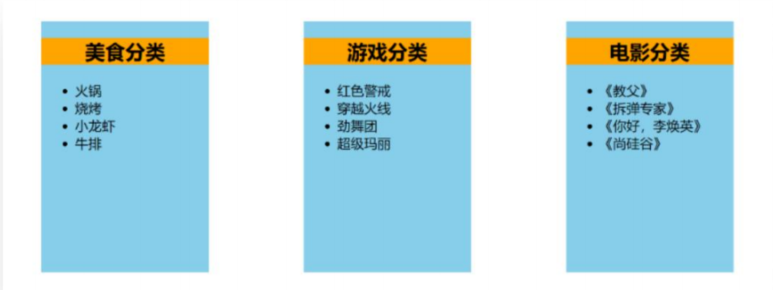 美食分类
火锅
烧烤
小龙虾
牛排
游戏分类
红色警戒
穿越火线
劲舞团
超级玛丽
电影分类
《教父》
《拆弹专家》
《你好，李焕英》
《尚硅谷》